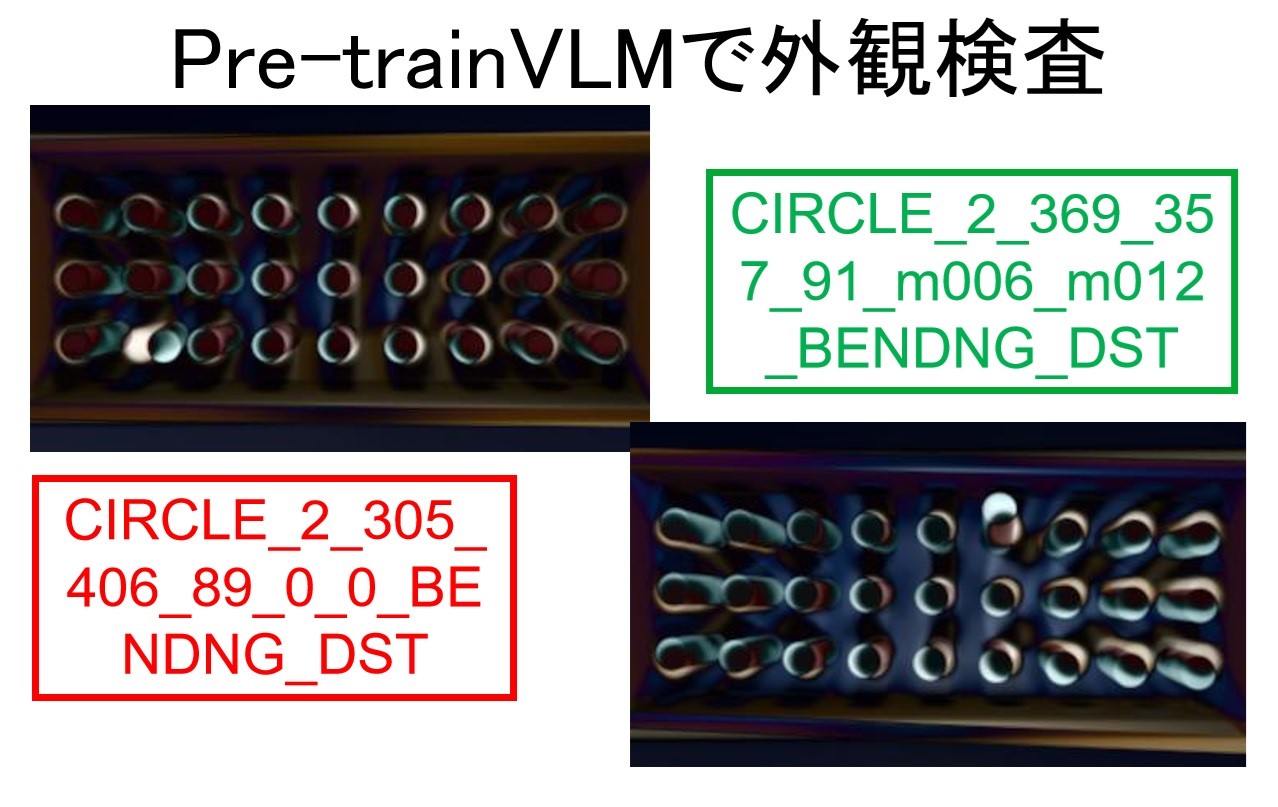 Pre-trainVLMで外観検査
CIRCLE_2_369_35
7_91_m006_m012
_BENDNG_DST
CIRCLE_2_305_
406_89_0_0_BE
NDNG_DST